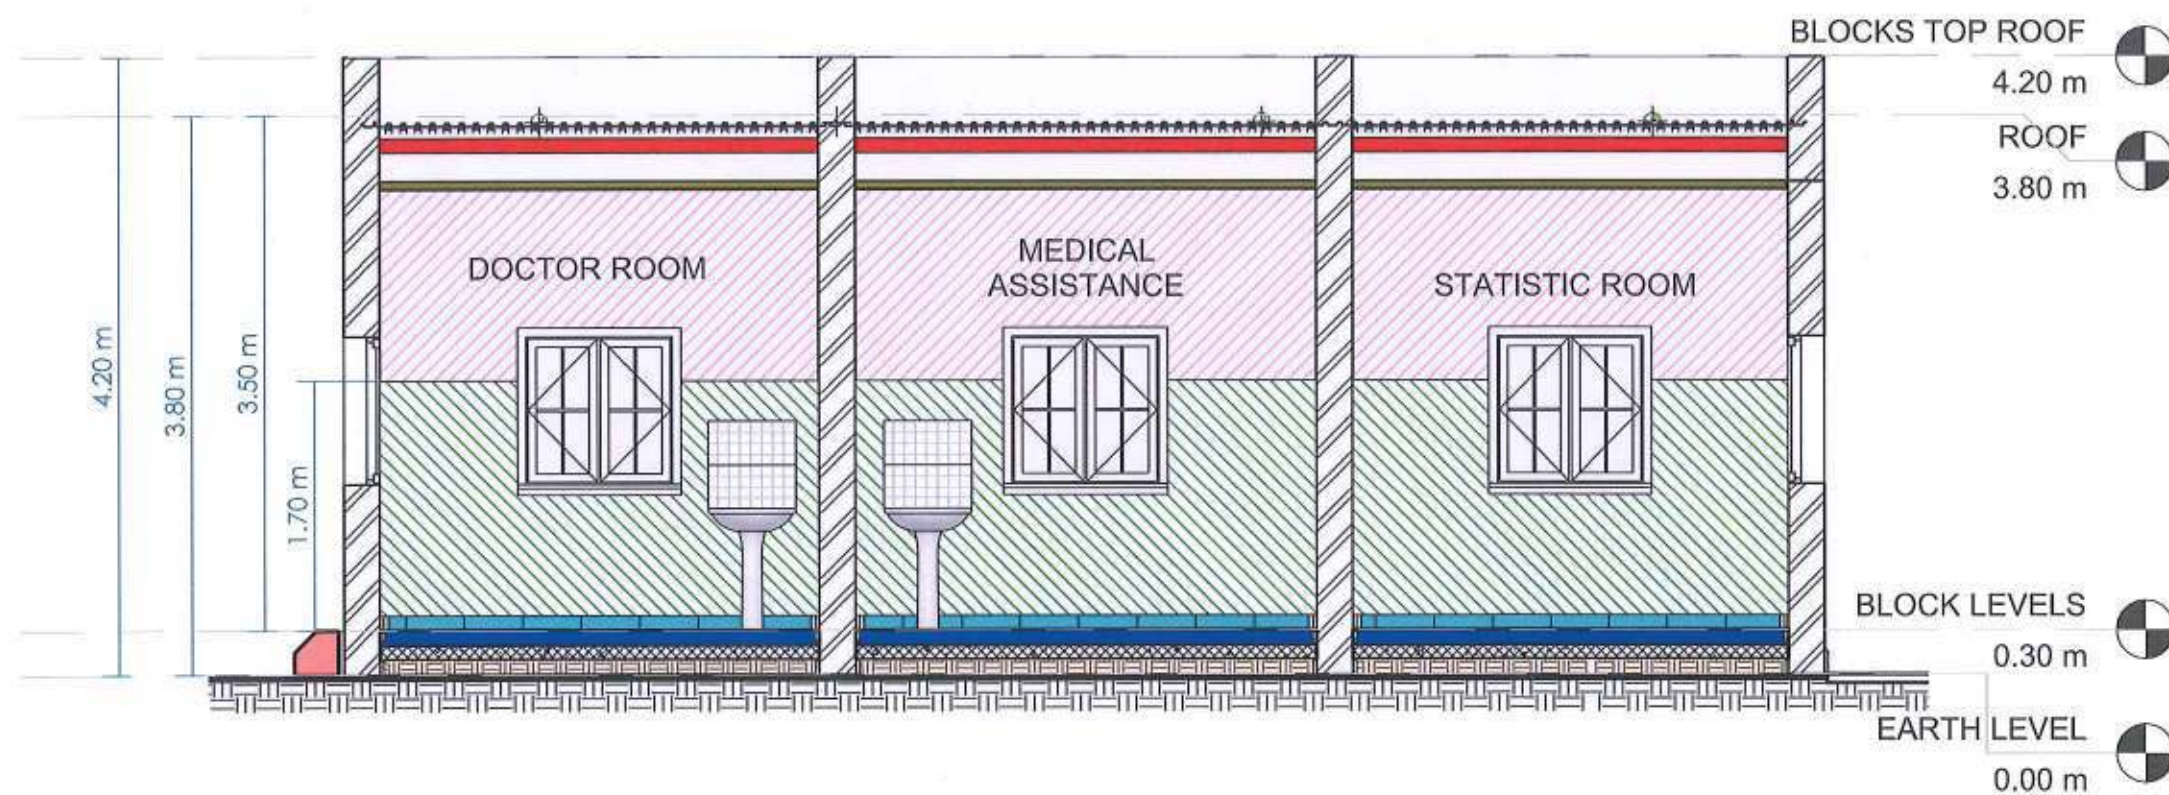 BLOCKS TOP ROOF
4.20 m
ROOF
3.80 m
DOCTOR ROOM
MEDICAL
ASSISTANCE
STATISTIC ROOM
4.20 m
3.80 m
3.50 m
1.70 m
BLOCK LEVELS
0.30 m
EARTH LEVEL
0.00 m